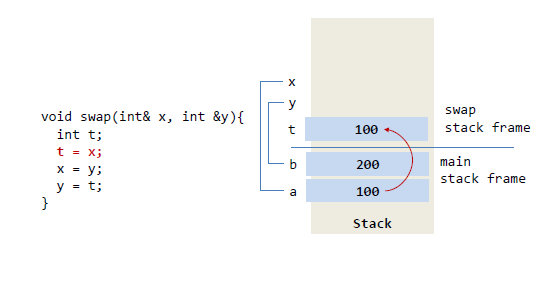 void swap(int& x, int &y){
int t;
t = x;
x = y;
y = t;
}
x
y
t
b
a
100
200
100
swap
stack frame
main
stack frame
Stack